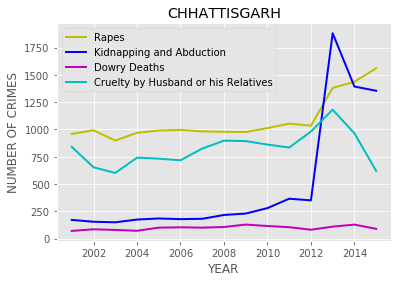 CHHATTISGARH
Rapes
Kidnapping and Abduction
Dowry Deaths
Cruelty by Husband or his Relatives
NUMBER OF CRIMES
1750
1500
1250
1000
750
500
250
0
2002 2004 2006 2008 2010 2012 2014
YEAR